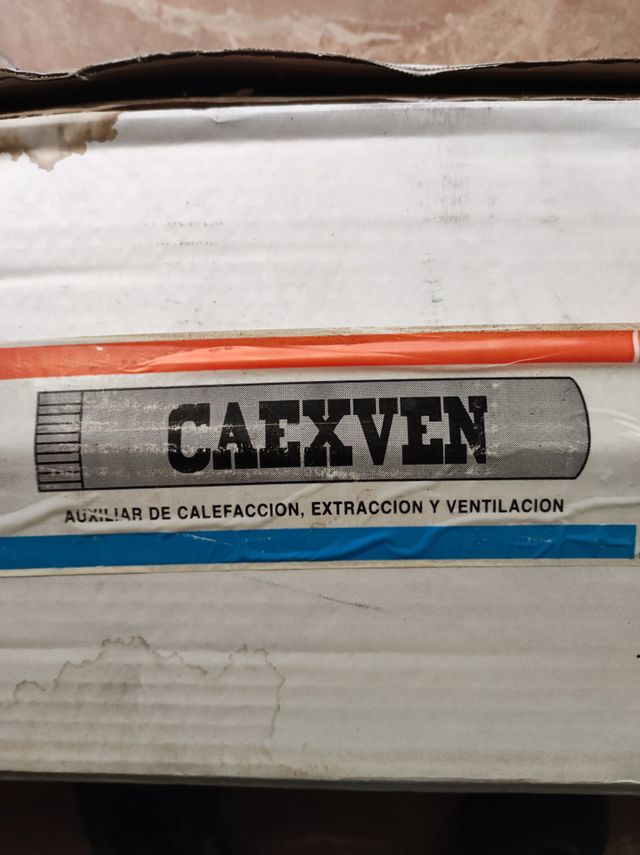 CAEXVEN
AUXILIAR DE CALEFACCION, EXTRACCION Y VENTILACION